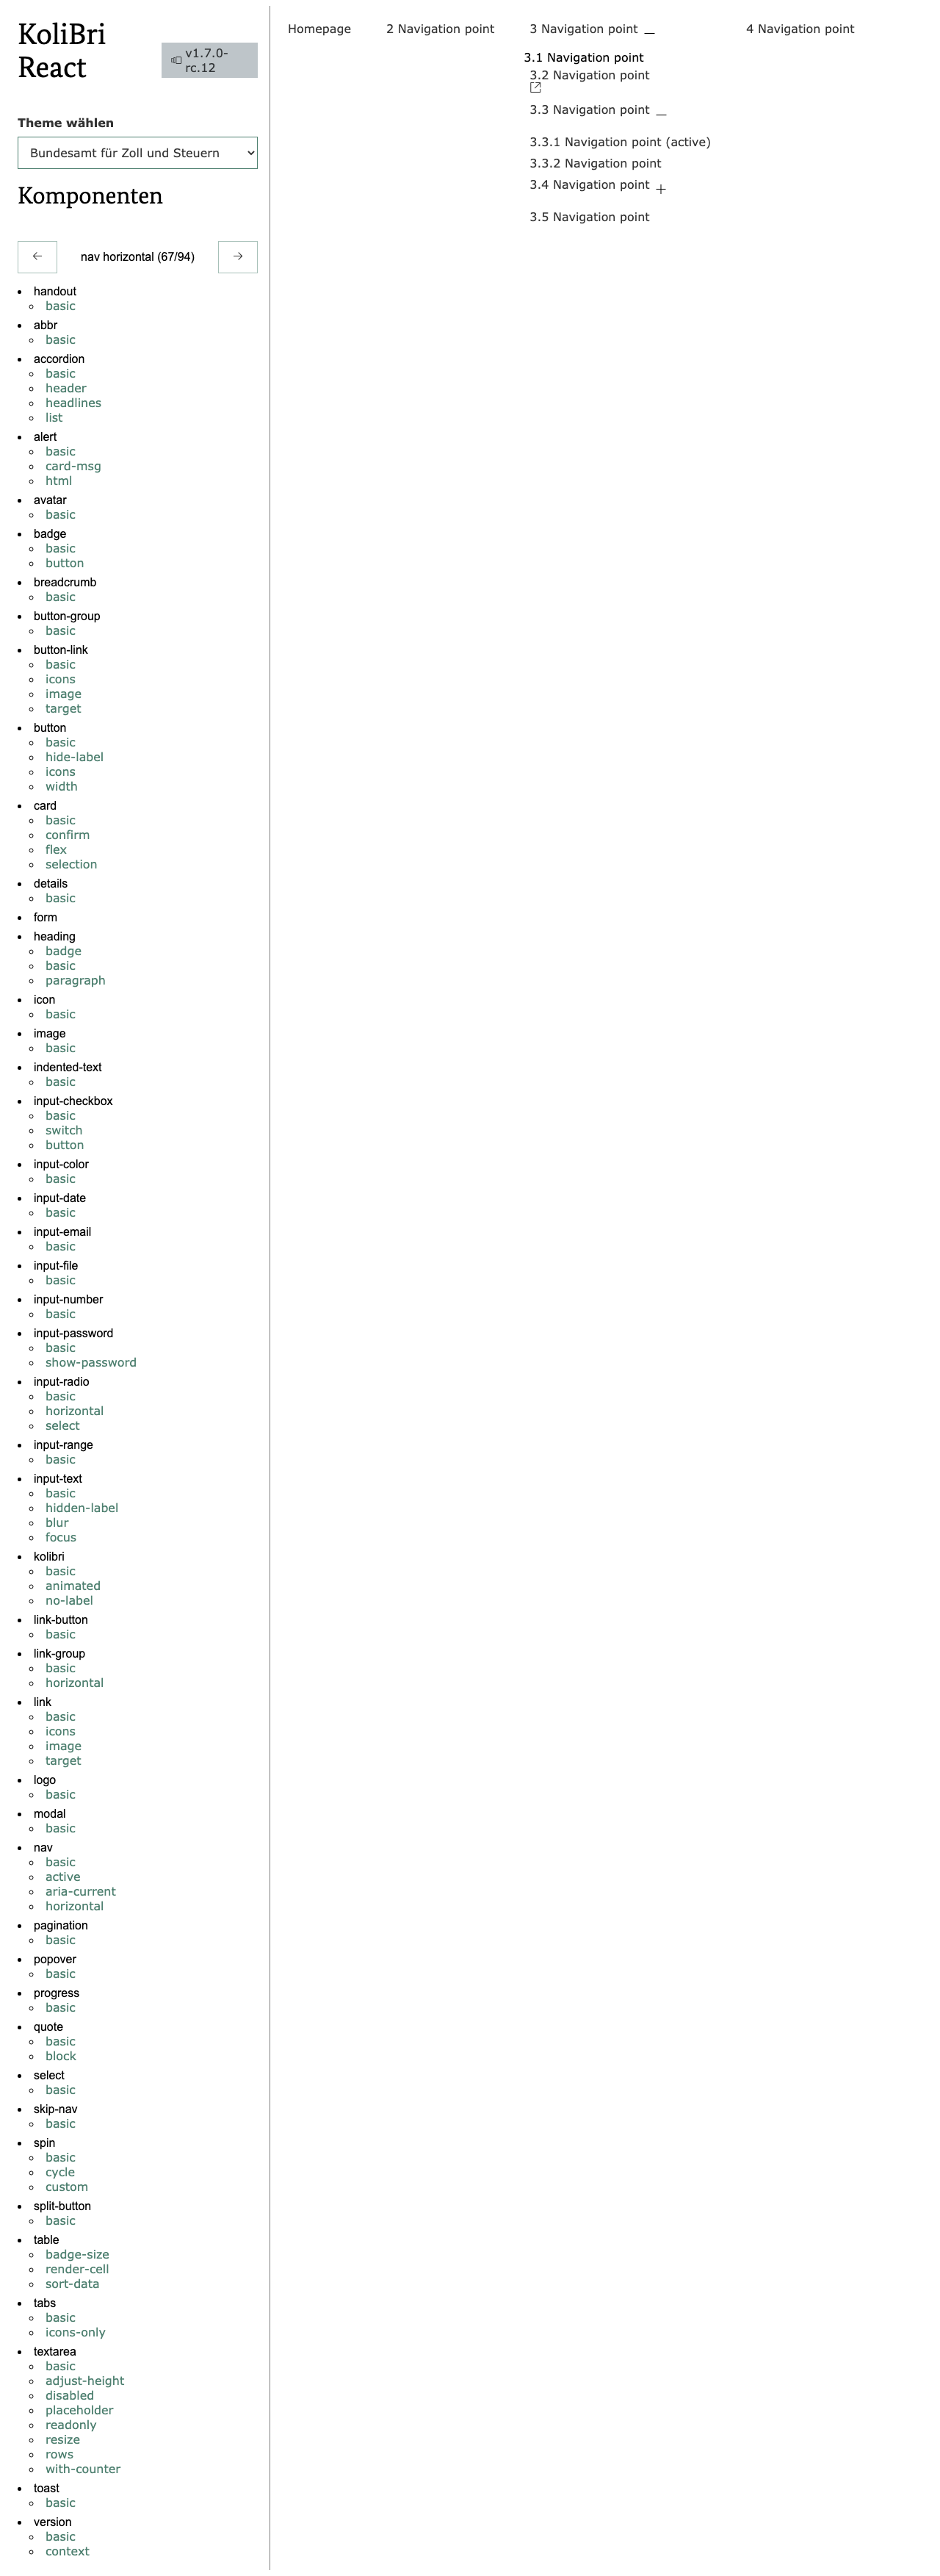 KoliBri
React
v1.7.0-
rc.12
Theme wählen
Bundesamt für Zoll und Steuern
Komponenten
← nav horizontal (67/94) →
handout
basic
abbr
basic
accordion
basic
header
headlines
list
alert
basic
card-msg
html
avatar
basic
badge
basic
button
breadcrumb
basic
button-group
basic
button-link
basic
icons
image
target
button
basic
hide-label
icons
width
card
basic
confirm
flex
selection
details
basic
form
heading
badge
basic
paragraph
icon
basic
image
basic
indented-text
basic
input-checkbox
basic
switch
button
input-color
basic
input-date
basic
input-email
basic
input-file
basic
input-number
basic
input-password
basic
show-password
input-radio
basic
horizontal
select
input-range
basic
input-text
basic
hidden-label
blur
focus
kolibri
basic
animated
no-label
link-button
basic
link-group
basic
horizontal
link
basic
icons
image
target
logo
basic
modal
basic
nav
basic
active
aria-current
horizontal
pagination
basic
popover
basic
progress
basic
quote
basic
block
select
basic
skip-nav
basic
spin
basic
cycle
custom
split-button
basic
table
badge-size
render-cell
sort-data
tabs
basic
icons-only
textarea
basic
adjust-height
disabled
placeholder
readonly
resize
rows
with-counter
toast
basic
version
basic
context
Homepage 2 Navigation point 3 Navigation point 4 Navigation point
3.1 Navigation point
3.2 Navigation point
3.3 Navigation point
3.3.1 Navigation point (active)
3.3.2 Navigation point
3.4 Navigation point
3.5 Navigation point